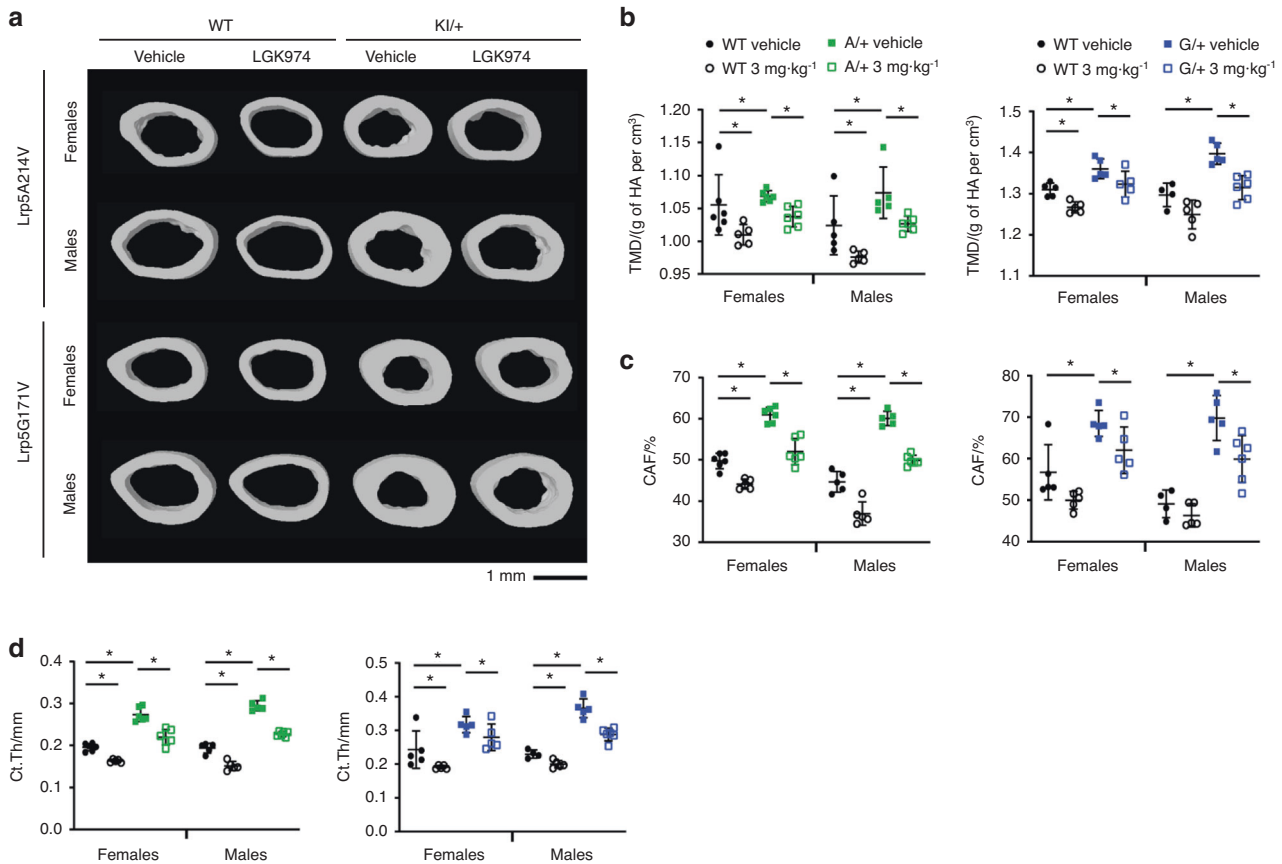 a
WT
KI/+
Vehicle
LGK974
Vehicle
LGK974
Lrp5A214V
Females
Males
Lrp5G171V
Females
Males
1 mm
b
WT vehicle
A/+ vehicle
WT 3 mg·kg⁻¹
A/+ 3 mg·kg⁻¹
TMD/(g of HA per cm³)
1.20
1.15
1.10
1.05
1.00
0.95
* * * * * *
Females
Males
WT vehicle
G/+ vehicle
WT 3 mg·kg⁻¹
G/+ 3 mg·kg⁻¹
TMD/(g of HA per cm³)
1.5
1.4
1.3
1.2
1.1
* * * * *
Females
Males
c
CAF/%
70
60
50
40
30
* * * * * *
Females
Males
CAF/%
80
70
60
50
40
* * * *
Females
Males
d
Ct.Th/mm
0.4
0.3
0.2
0.1
0.0
* * * * * *
Females
Males
Ct.Th/mm
0.5
0.4
0.3
0.2
0.1
0.0
* * * * * *
Females
Males